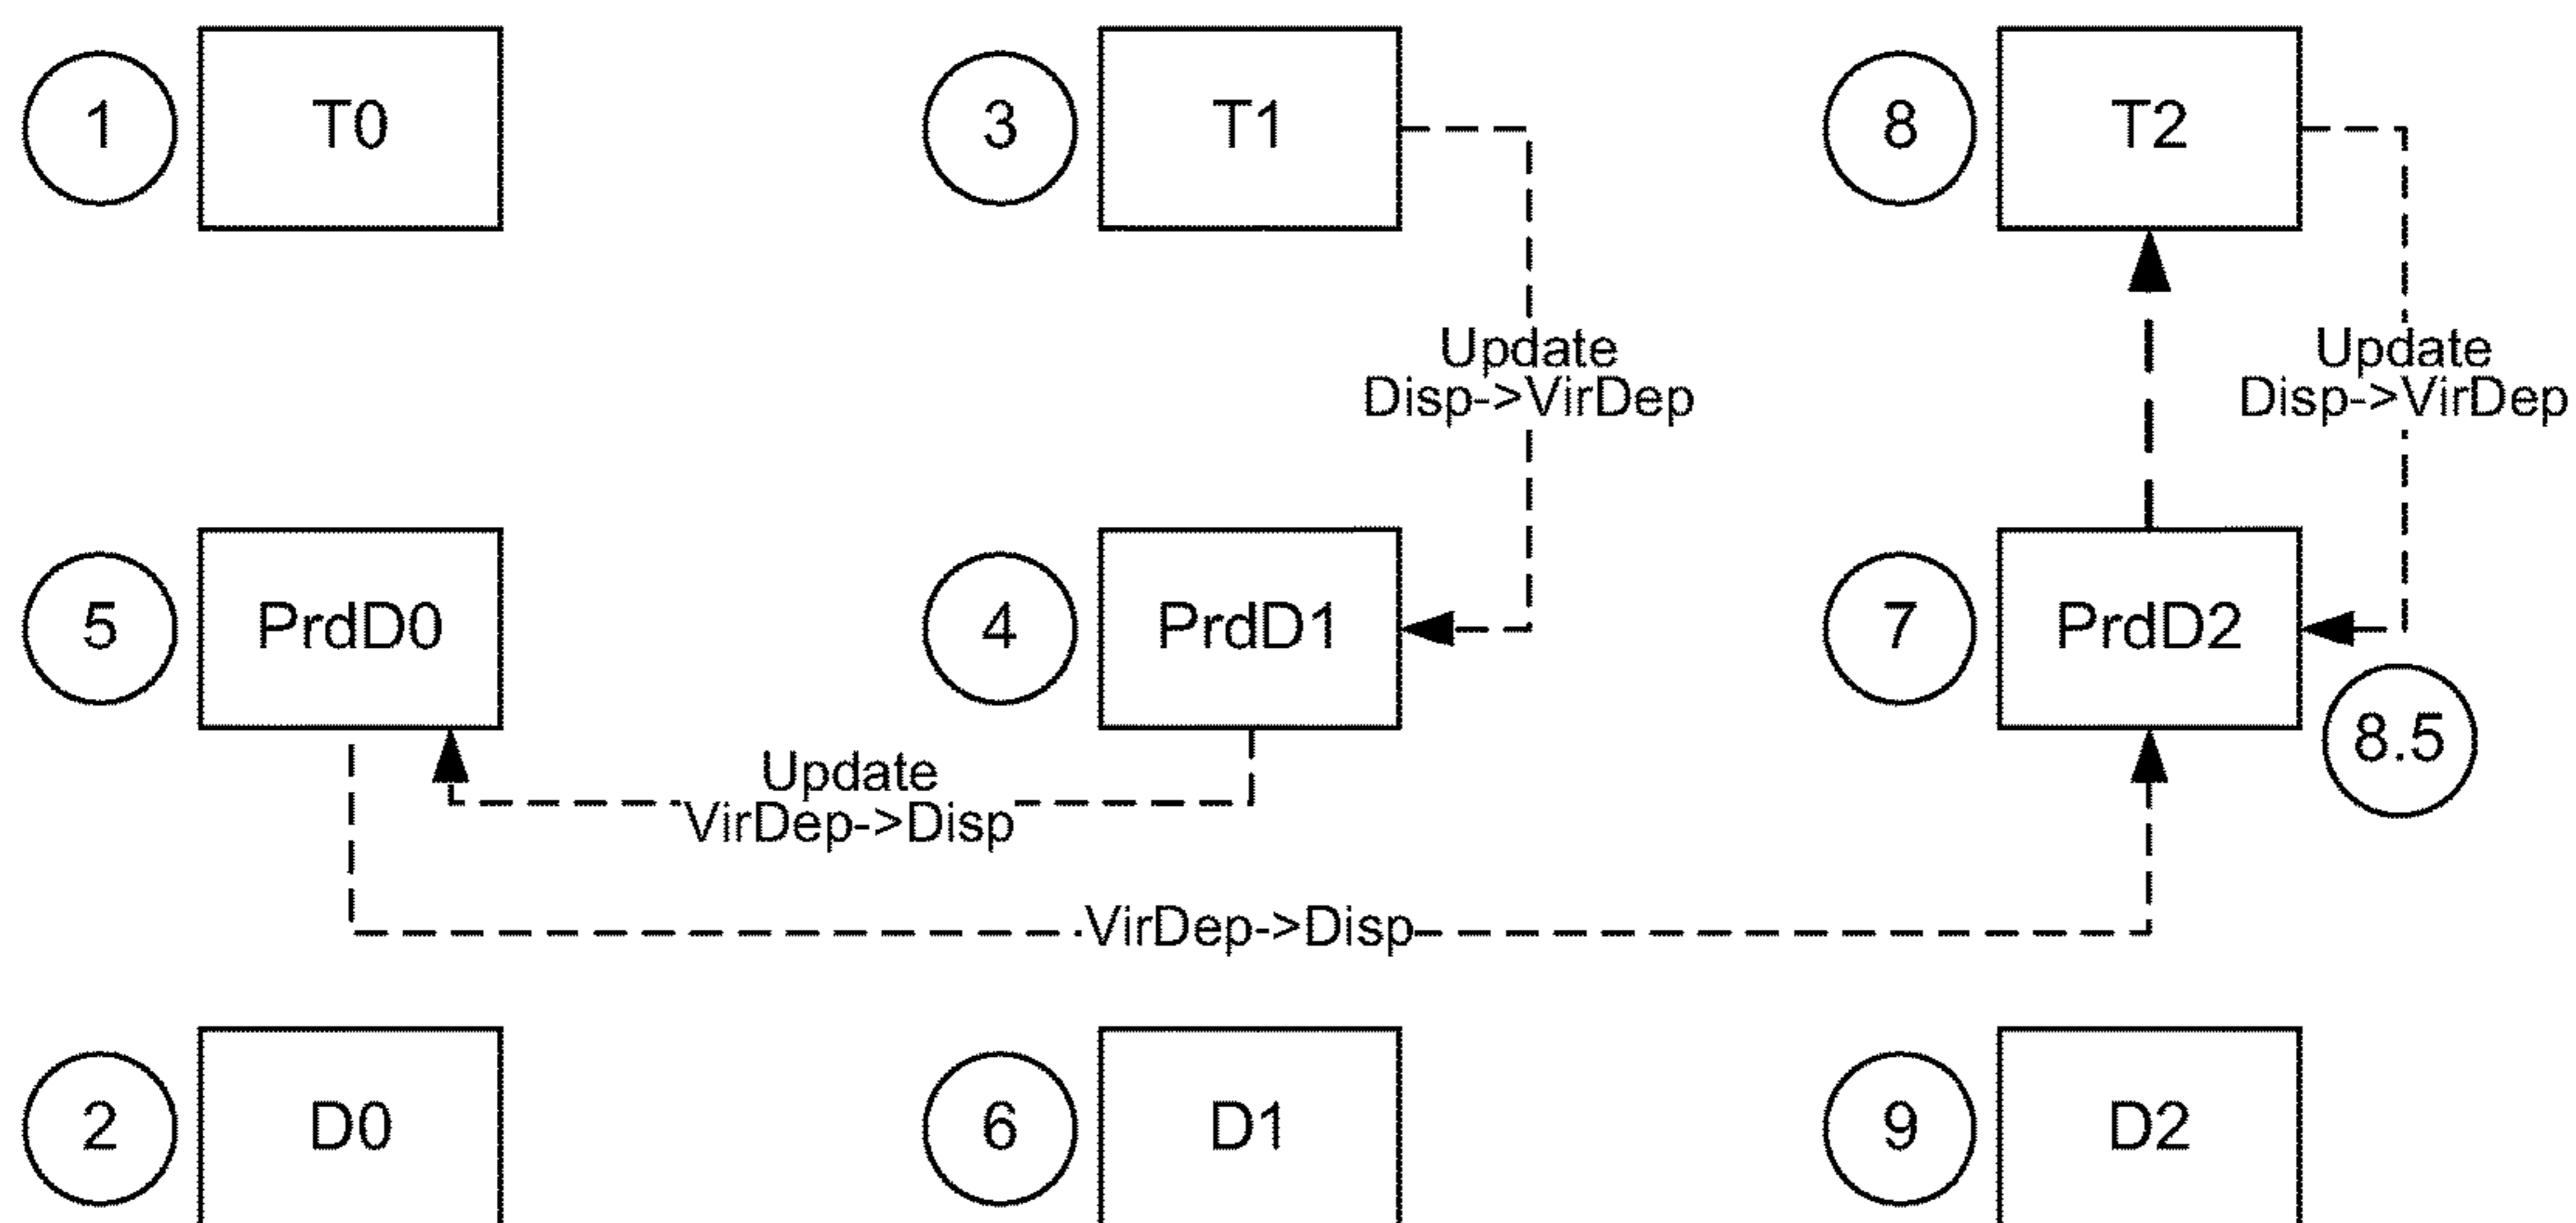 1
T0
3
T1
8
T2
Update
Disp->VirDep
Update
Disp->VirDep
5
PrdD0
4
PrdD1
7
PrdD2
8.5
Update
VirDep->Disp
VirDep->Disp
2
D0
6
D1
9
D2